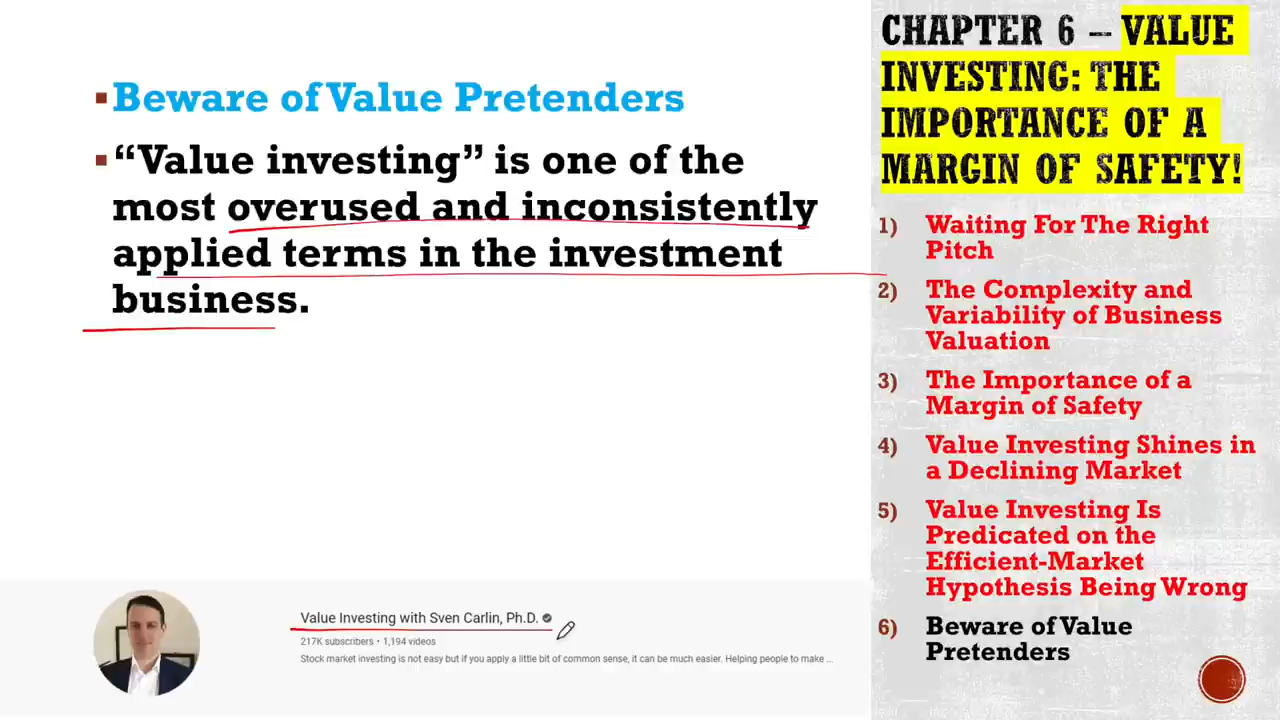 Beware of Value Pretenders
“Value investing” is one of the
most overused and inconsistently
applied terms in the investment
business.
Value Investing with Sven Carlin, Ph.D.
217K subscribers • 1,194 videos
Stock market investing is not easy but if you apply a little bit of common sense, it can be much easier. Helping people to make ...
CHAPTER 6 – VALUE
INVESTING: THE
IMPORTANCE OF A
MARGIN OF SAFETY!
1) Waiting For The Right
Pitch
2) The Complexity and
Variability of Business
Valuation
3) The Importance of a
Margin of Safety
4) Value Investing Shines in
a Declining Market
5) Value Investing Is
Predicated on the
Efficient-Market
Hypothesis Being Wrong
6) Beware of Value
Pretenders